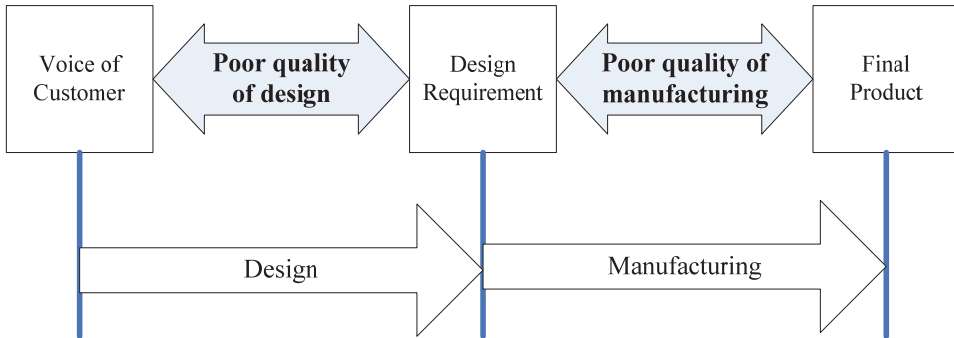 Voice of
Customer
Poor quality
of design
Design
Requirement
Poor quality of
manufacturing
Final
Product
Design
Manufacturing